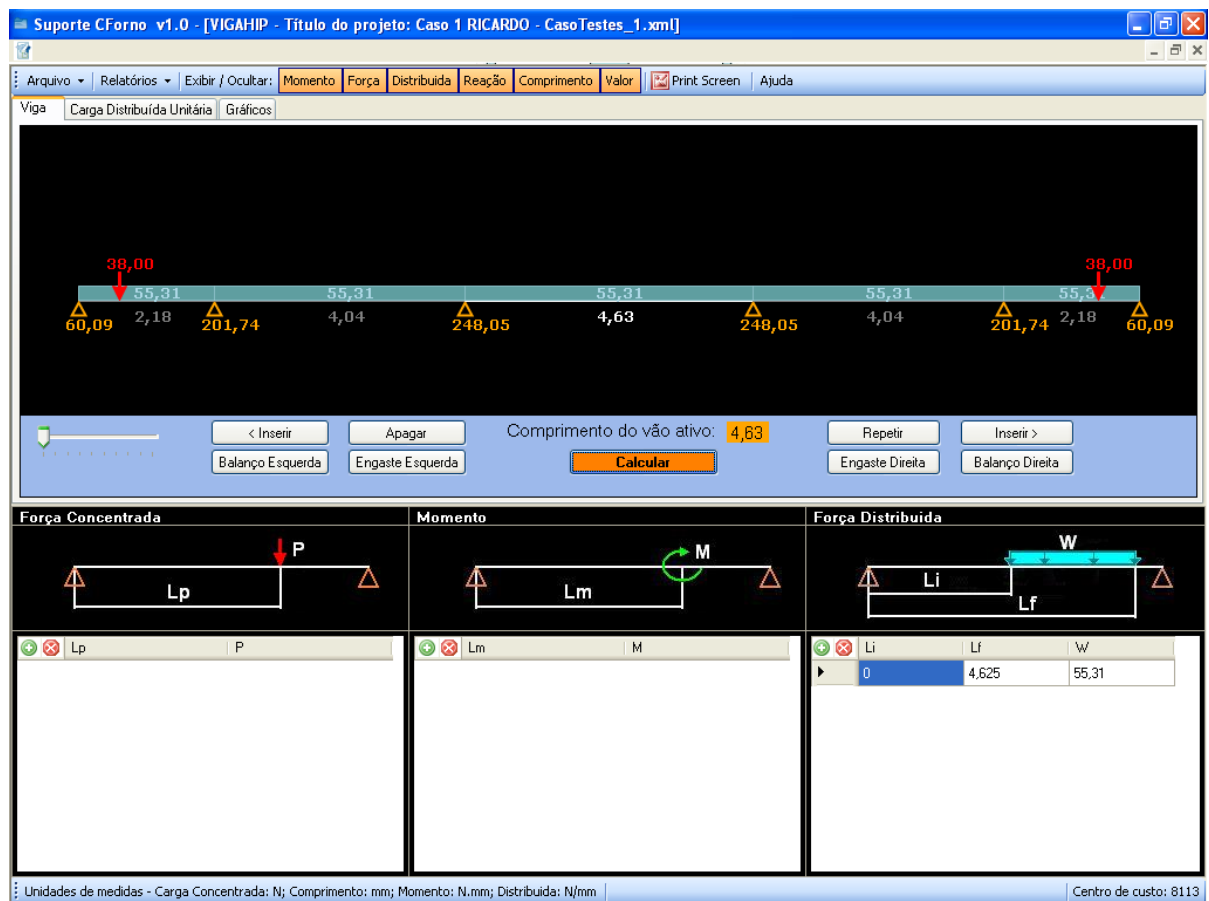 Suporte CForno v1.0 - [VIGAHIP - Título do projeto: Caso 1 RICARDO - CasoTestes_1.xml]
Arquivo Relatórios Exibir / Ocultar: Momento Força Distribuida Reação Comprimento Valor Print Screen Ajuda
Viga Carga Distribuída Unitária Gráficos
38,00 38,00
55,31 55,31 55,31 55,31 55,31
60,09 2,18 201,74 4,04 248,05 4,63 248,05 4,04 201,74 2,18 60,09
< Inserir Apagar Comprimento do vão ativo: 4,63 Repetir Inserir >
Balanço Esquerda Engaste Esquerda Calcular Engaste Direita Balanço Direita
Força Concentrada
P
Lp
Momento
M
Lm
Força Distribuida
W
Li
Lf
Lp P
Lm M
Li Lf W
0 4,625 55,31
Unidades de medidas - Carga Concentrada: N; Comprimento: mm; Momento: N.mm; Distribuida: N/mm
Centro de custo: 8113